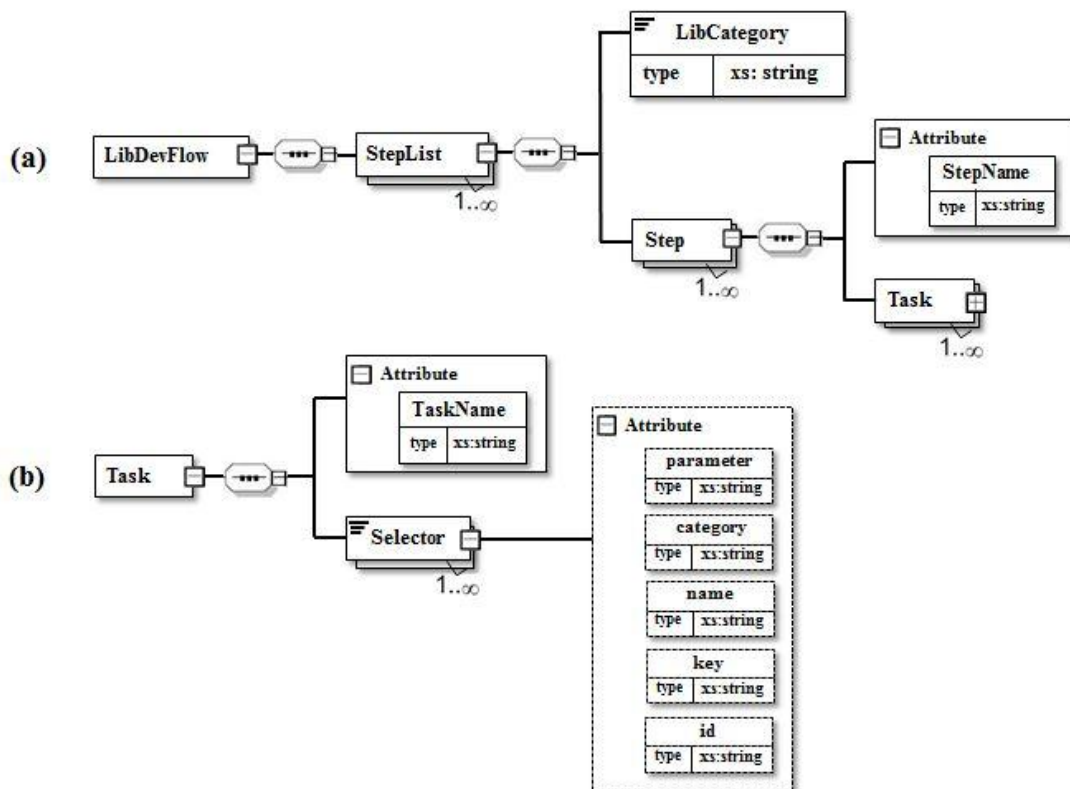 (a)
LibDevFlow
StepList
1..∞
LibCategory
type xs: string
Step
1..∞
Attribute
StepName
type xs:string
Task
1..∞
(b)
Task
Attribute
TaskName
type xs:string
Selector
1..∞
Attribute
parameter
type xs:string
category
type xs:string
name
type xs:string
key
type xs:string
id
type xs:string